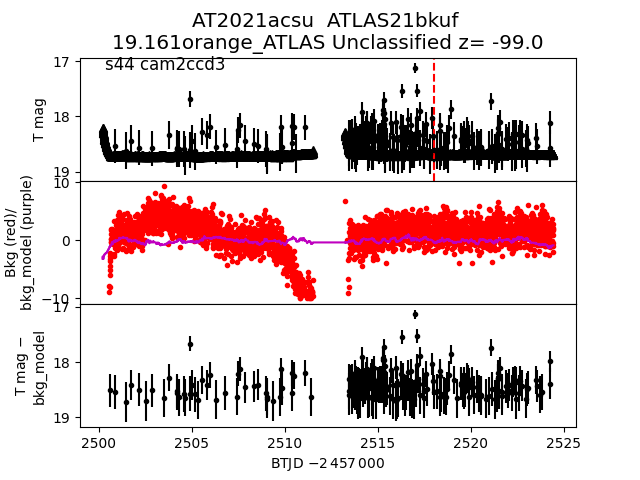 AT2021acsu ATLAS21bkuf
19.161orange_ATLAS Unclassified z= -99.0
s44 cam2ccd3
17
18
19
T mag
10
0
−10
Bkg (red)/
bkg_model (purple)
17
18
19
T mag −
bkg_model
2500
2505
2510
2515
2520
2525
BTJD −2 457 000